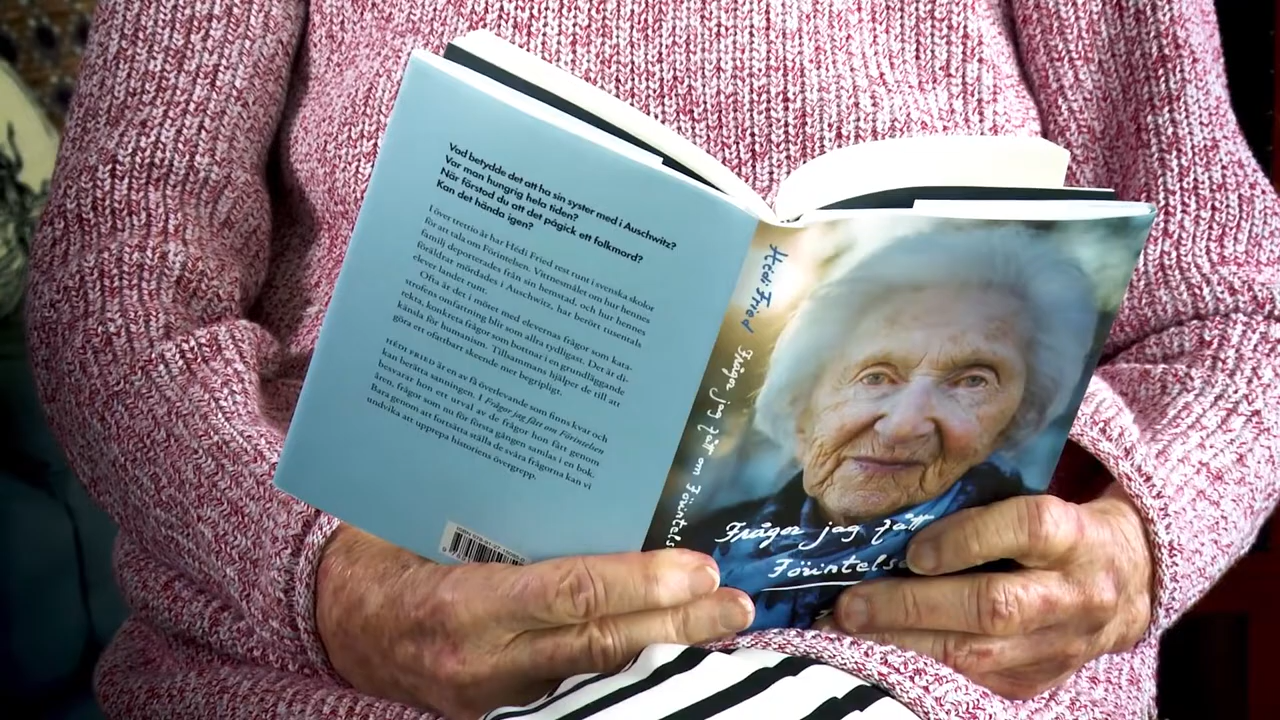 Vad betydde det att ha sin syster med i Auschwitz?
Var man hungrig hela tiden?
När förstod du att det pågick ett folkmord?
Kan det hända igen?
I över trettio år har Hédi Fried rest runt i svenska skolor
för att tala om Förintelsen. Vittnesmålet om hur hennes
familj deporterades från sin hemstad, och hur hennes
föräldrar mördades i Auschwitz, har berört tusentals
elever landet runt.
Ofta är det i mötet med elevernas frågor som kata-
strofens omfattning blir som allra tydligast. Det är di-
rekta, konkreta frågor som bottnar i en grundläggande
känsla för humanism. Tillsammans hjälper de till att
göra ett ofattbart skeende mer begripligt.
HÉDI FRIED är en av få överlevande som finns kvar och
kan berätta sanningen. I Frågor jag fått om Förintelsen
besvarar hon ett urval av de frågor hon fått genom
åren, frågor som nu för första gången samlas i en bok.
Bara genom att fortsätta ställa de svåra frågorna kan vi
undvika att upprepa historiens övergrepp.
Hédi Fried Frågor jag fått om Förintels
Frågor jag fått
Förintelse